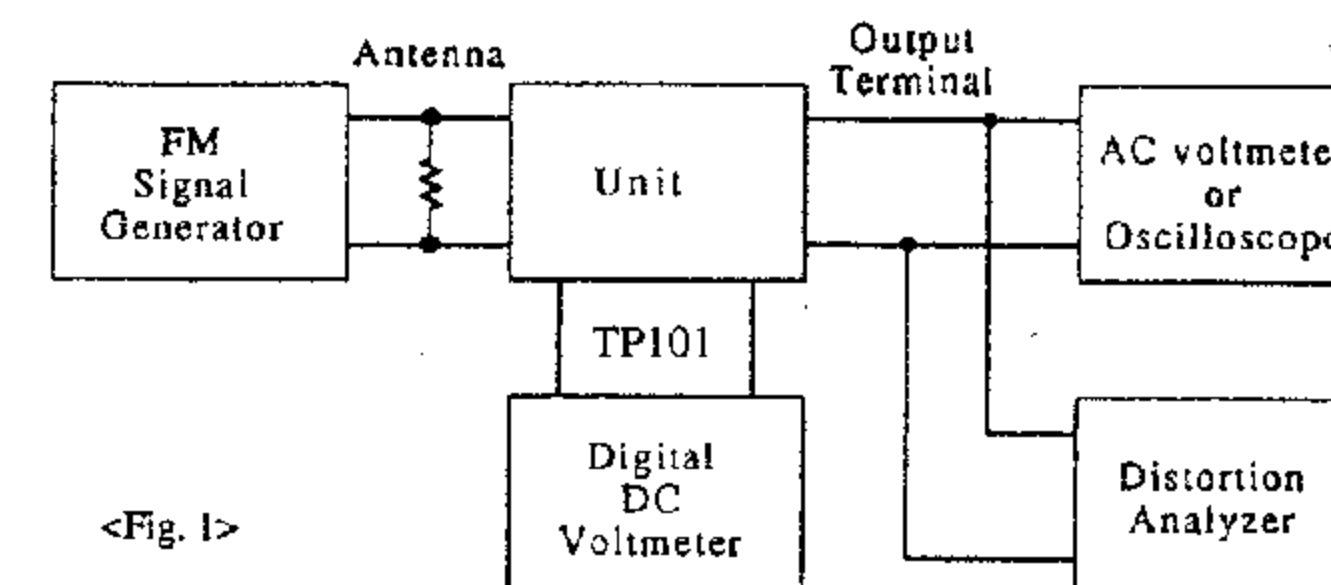 Antenna
Output
Terminal
FM
Signal
Generator
Unit
AC voltmete
or
Oscilloscop
TP101
Digital
DC
Voltmeter
Distortion
Analyzer
<Fig. 1>